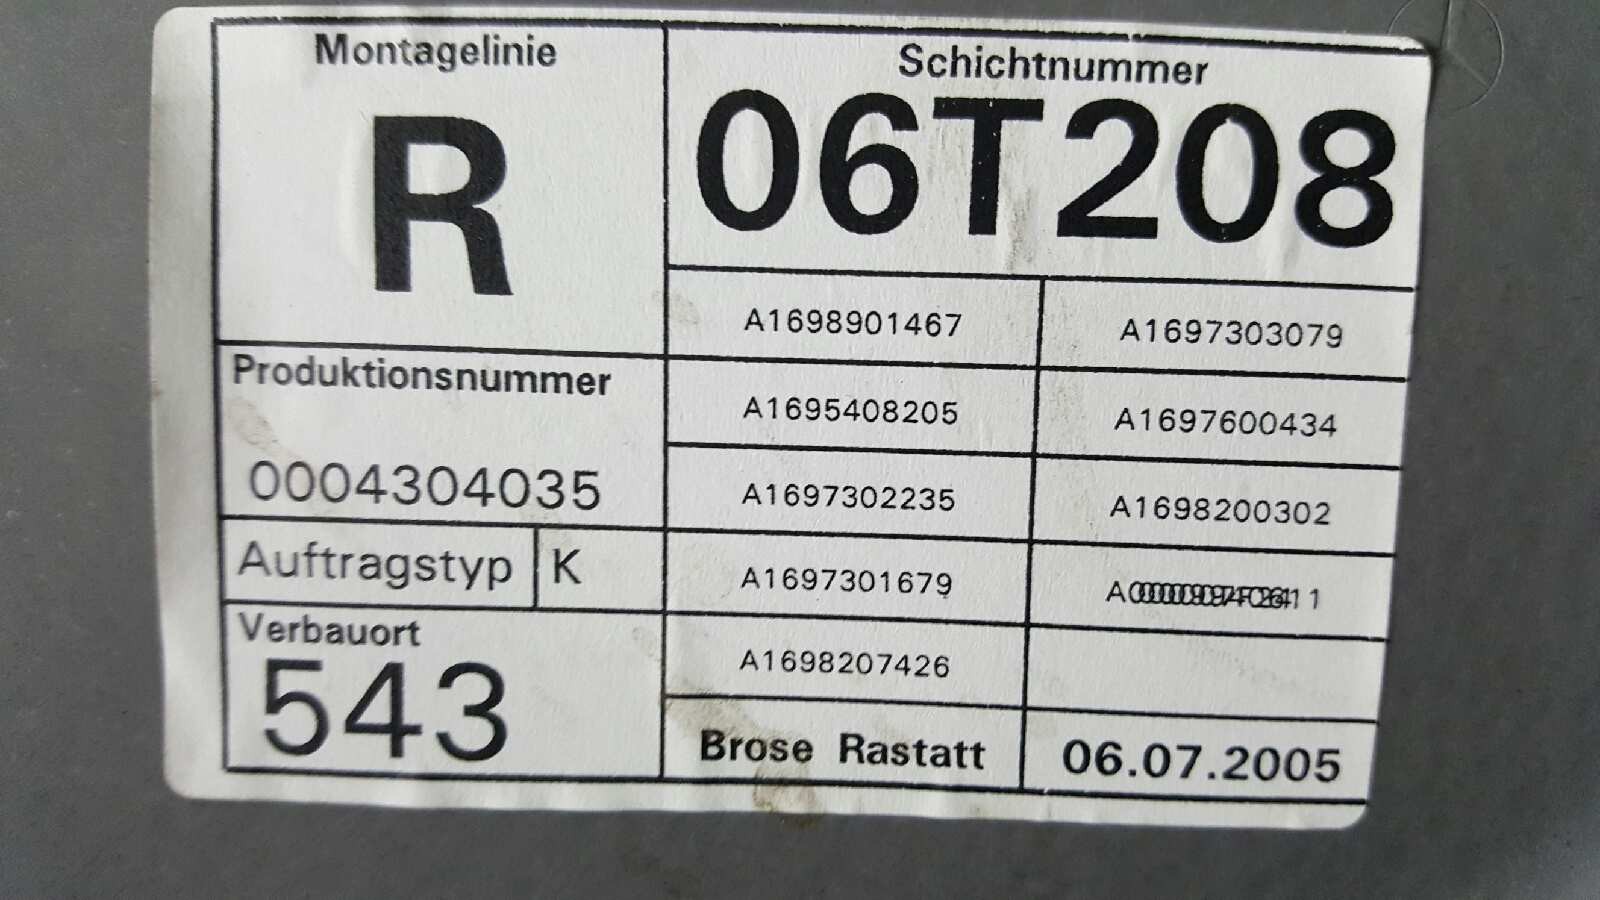 Montagelinie
R
Schichtnummer
06T208
Produktionsnummer
0004304035
Auftragstyp K
Verbauort
543
A1698901467 A1697303079
A1695408205 A1697600434
A1697302235 A1698200302
A1697301679
A1698207426
Brose Rastatt 06.07.2005